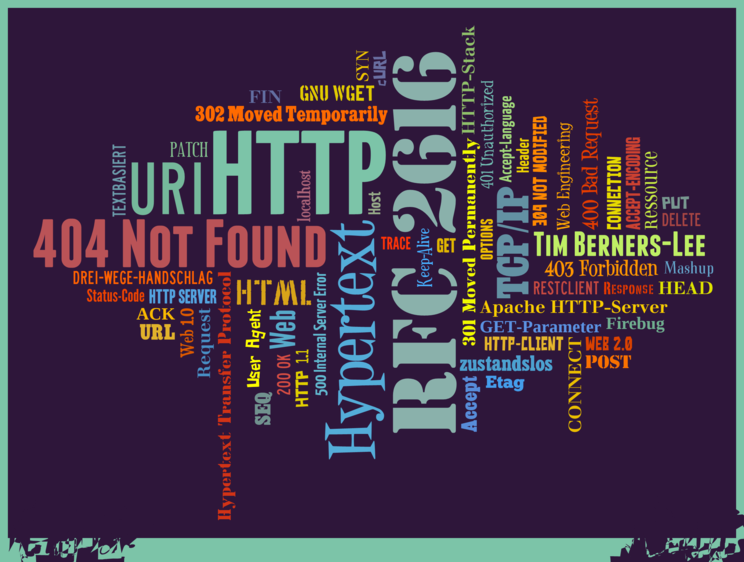 SYN
cURL
FIN
GNU WGET
302 Moved Temporarily
PATCH
TEXTBASIERT
URI
HTTP
localhost
Host
404 Not Found
DREI-WEGE-HANDSCHLAG
Status-Code
HTTP SERVER
HTML
ACK
URL
Web 1.0
Request
Hypertext Transfer Protocol
User Agent
Web
SEQ
200 OK
HTTP 1.1
500 Internal Server Error
Hypertext
TRACE
RFC 2616
Keep-Alive
GET
301 Moved Permanently
HTTP-Stack
401 Unauthorized
Accept-Language
Header
OPTIONS
TCP/IP
304 NOT MODIFIED
Web Engineering
400 Bad Request
CONNECTION
ACCEPT-ENCODING
Ressource
PUT
DELETE
Tim Berners-Lee
403 Forbidden
Mashup
RESTCLIENT
Response
HEAD
Apache HTTP-Server
GET-Parameter
Firebug
HTTP-CLIENT
WEB 2.0
zustandslos
POST
Accept
Etag
CONNECT